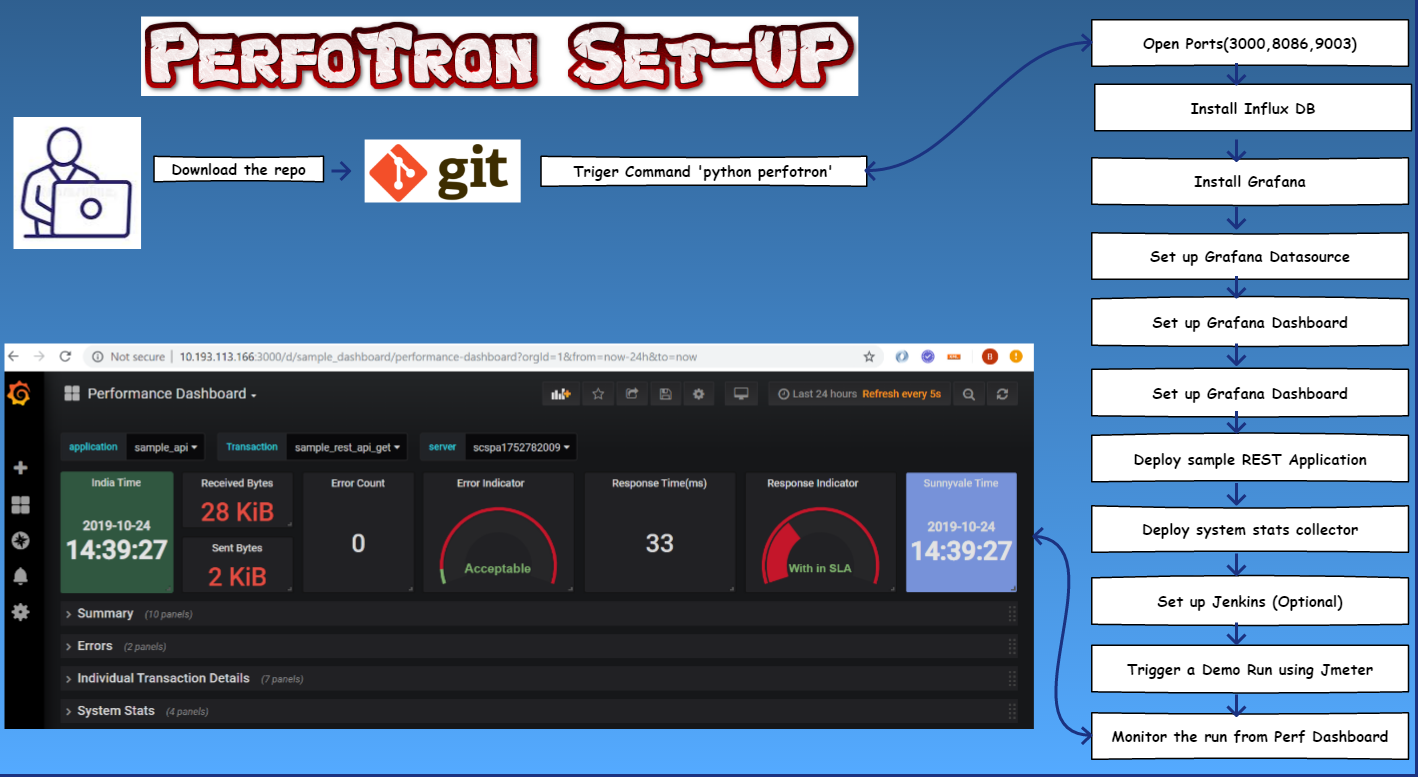 PERFOTRON SET-UP
Download the repo
git
Triger Command 'python perfotron'
Open Ports(3000,8086,9003)
Install Influx DB
Install Grafana
Set up Grafana Datasource
Set up Grafana Dashboard
Set up Grafana Dashboard
Deploy sample REST Application
Deploy system stats collector
Set up Jenkins (Optional)
Trigger a Demo Run using Jmeter
Monitor the run from Perf Dashboard
Not secure | 10.193.113.166:3000/d/sample_dashboard/performance-dashboard?orgId=1&from=now-24h&to=now
B
Performance Dashboard
Last 24 hours Refresh every 5s
application sample_api Transaction sample_rest_api_get server scspa1752782009
India Time
2019-10-24
14:39:27
Received Bytes
28 KiB
Sent Bytes
2 KiB
Error Count
0
Error Indicator
Acceptable
Response Time(ms)
33
Response Indicator
With in SLA
Sunnyvale Time
2019-10-24
14:39:27
Summary (10 panels)
Errors (2 panels)
Individual Transaction Details (7 panels)
System Stats (4 panels)